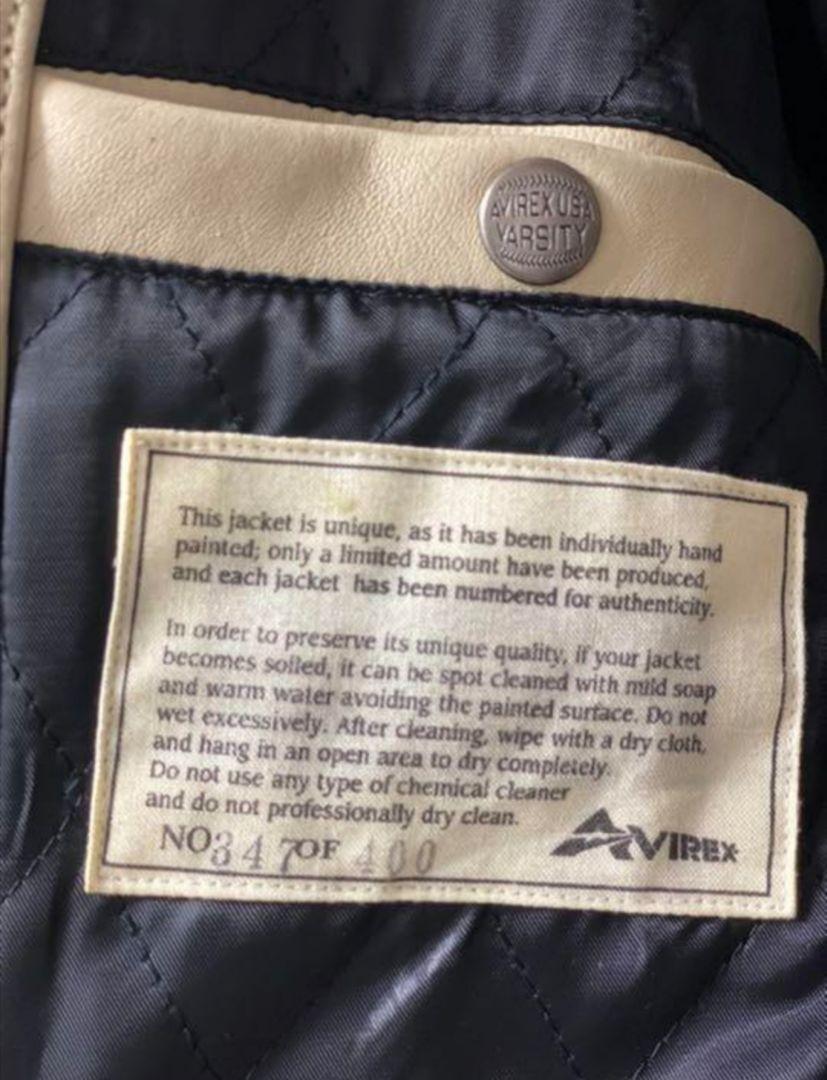 AVIREX USA
VARSITY
This jacket is unique, as it has been individually hand
painted; only a limited amount have been produced,
and each jacket has been numbered for authenticity.
In order to preserve its unique quality, if your jacket
becomes soiled, it can be spot cleaned with mild soap
and warm water avoiding the painted surface. Do not
wet excessively. After cleaning, wipe with a dry cloth,
and hang in an open area to dry completely.
Do not use any type of chemical cleaner
and do not professionally dry clean.
NO 347 OF 400
AVIREX